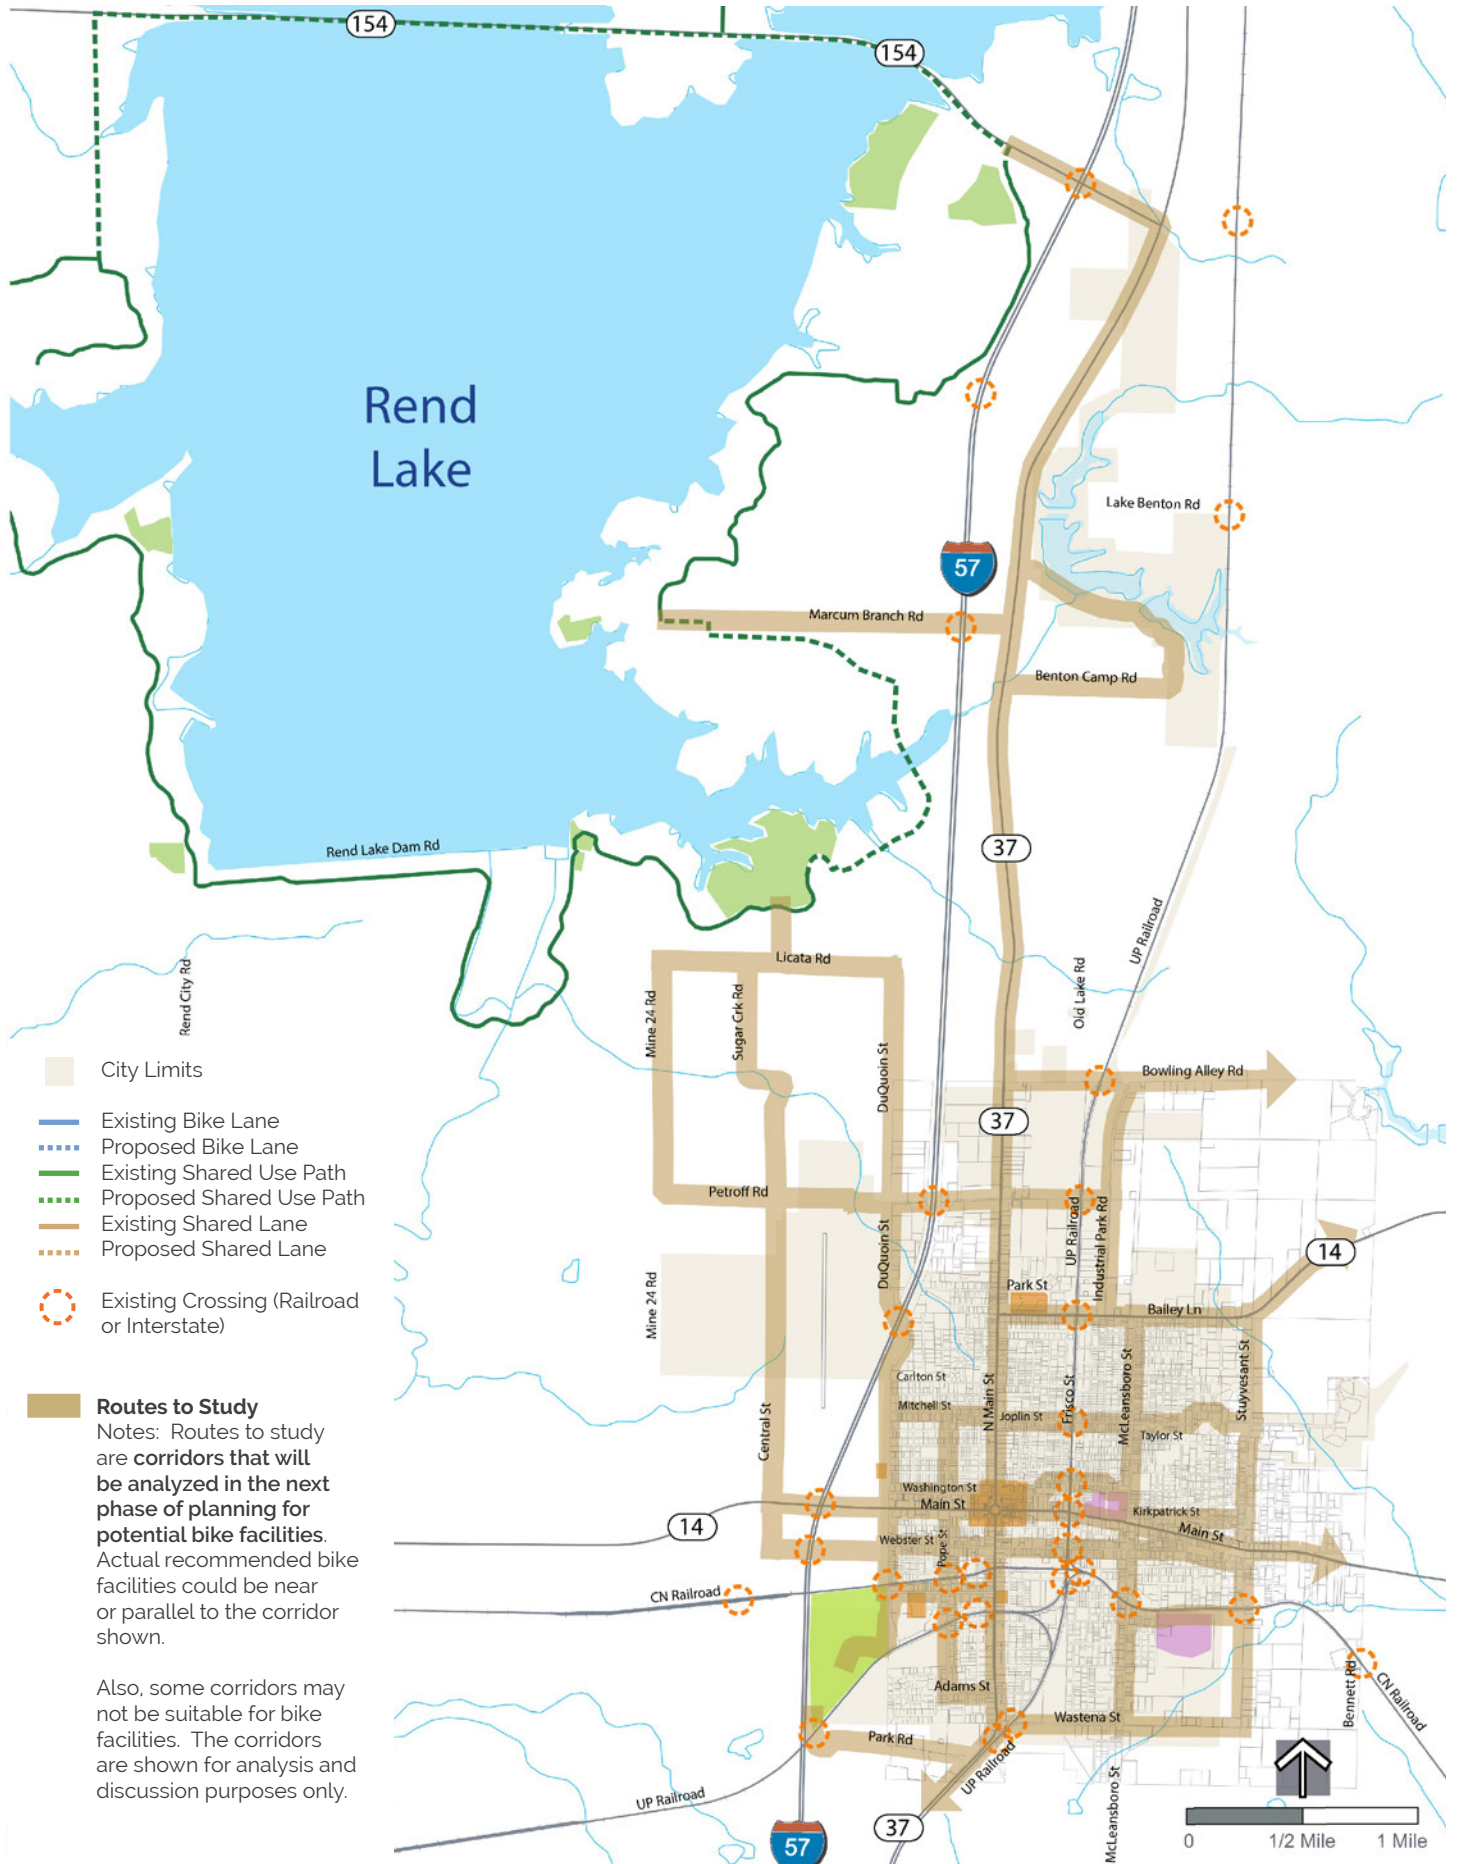 154
154
Rend
Lake
Lake Benton Rd
57
Marcum Branch Rd
Benton Camp Rd
Rend Lake Dam Rd
37
UP Railroad
Licata Rd
Rend City Rd
Mine 24 Rd
Sugar Crk Rd
DuQuoin St
Old Lake Rd
Bowling Alley Rd
37
Petroff Rd
DuQuoin St
UP Railroad
Industrial Park Rd
14
Mine 24 Rd
Park St
Bailey Ln
Carlton St
Mitchell St
Joplin St
N Main St
Frisco St
McLeansboro St
Stuyvesant St
Taylor St
Central St
Washington St
Main St
Kirkpatrick St
Main St
14
Webster St
Pope St
CN Railroad
Adams St
Wastena St
Bennett Rd
CN Railroad
Park Rd
UP Railroad
UP Railroad
McLeansboro St
37
57
0 1/2 Mile 1 Mile
City Limits
Existing Bike Lane
Proposed Bike Lane
Existing Shared Use Path
Proposed Shared Use Path
Existing Shared Lane
Proposed Shared Lane
Existing Crossing (Railroad
or Interstate)
Routes to Study
Notes: Routes to study
are corridors that will
be analyzed in the next
phase of planning for
potential bike facilities.
Actual recommended bike
facilities could be near
or parallel to the corridor
shown.
Also, some corridors may
not be suitable for bike
facilities. The corridors
are shown for analysis and
discussion purposes only.